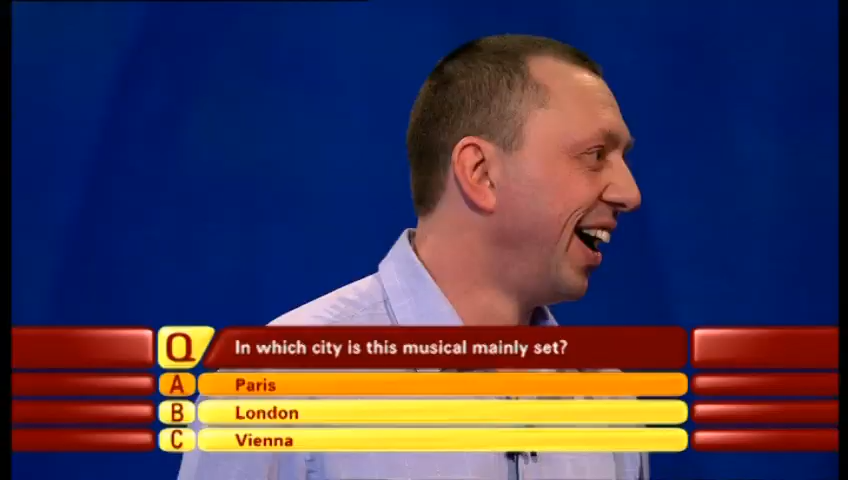 Q In which city is this musical mainly set?
A Paris
B London
C Vienna